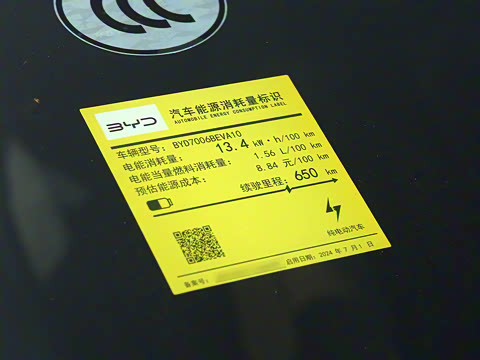 BYD
汽车能源消耗量标识
AUTOMOBILE ENERGY CONSUMPTION LABEL
车辆型号: BYD7006BEVA10
电能消耗量: 13.4 kW·h/100 km
电能当量燃料消耗量: 1.56 L/100 km
预估能源成本: 8.84 元/100 km
续驶里程: 650 km
纯电动汽车
备案号:
启用日期: 2024 年 7 月 1 日